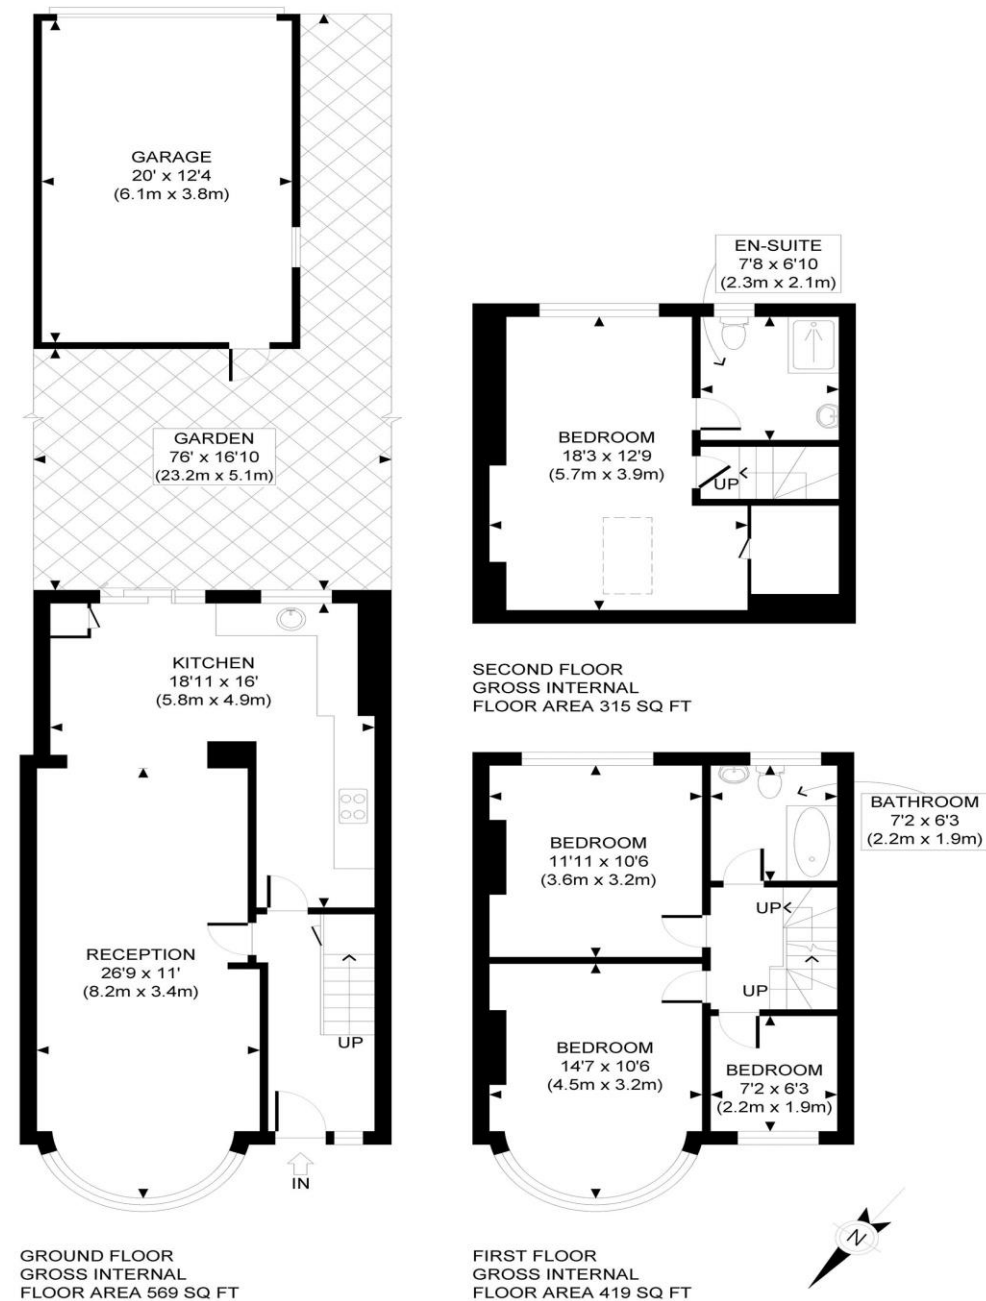 GARAGE
20' x 12'4
(6.1m x 3.8m)
GARDEN
76' x 16'10
(23.2m x 5.1m)
KITCHEN
18'11 x 16'
(5.8m x 4.9m)
RECEPTION
26'9 x 11'
(8.2m x 3.4m)
UP
IN
GROUND FLOOR
GROSS INTERNAL
FLOOR AREA 569 SQ FT
EN-SUITE
7'8 x 6'10
(2.3m x 2.1m)
BEDROOM
18'3 x 12'9
(5.7m x 3.9m)
UP
SECOND FLOOR
GROSS INTERNAL
FLOOR AREA 315 SQ FT
BATHROOM
7'2 x 6'3
(2.2m x 1.9m)
BEDROOM
11'11 x 10'6
(3.6m x 3.2m)
UP
UP
BEDROOM
14'7 x 10'6
(4.5m x 3.2m)
BEDROOM
7'2 x 6'3
(2.2m x 1.9m)
N
FIRST FLOOR
GROSS INTERNAL
FLOOR AREA 419 SQ FT